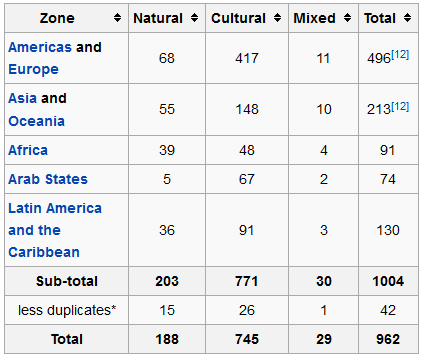 Zone Natural Cultural Mixed Total
Americas and
Europe 68 417 11 496[12]
Asia and
Oceania 55 148 10 213[12]
Africa 39 48 4 91
Arab States 5 67 2 74
Latin America
and the
Caribbean 36 91 3 130
Sub-total 203 771 30 1004
less duplicates* 15 26 1 42
Total 188 745 29 962